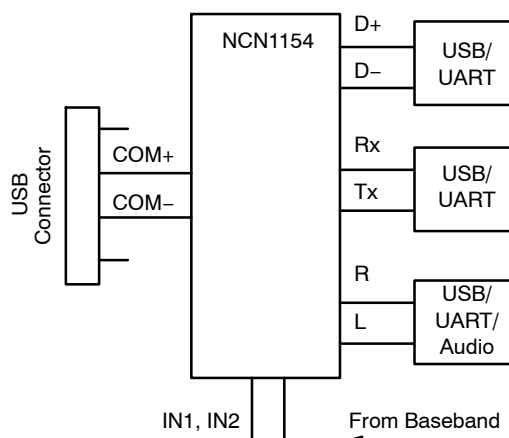 NCN1154
D+
D−
USB/
UART
USB Connector
COM+
COM−
Rx
Tx
USB/
UART
R
L
USB/
UART/
Audio
IN1, IN2
From Baseband